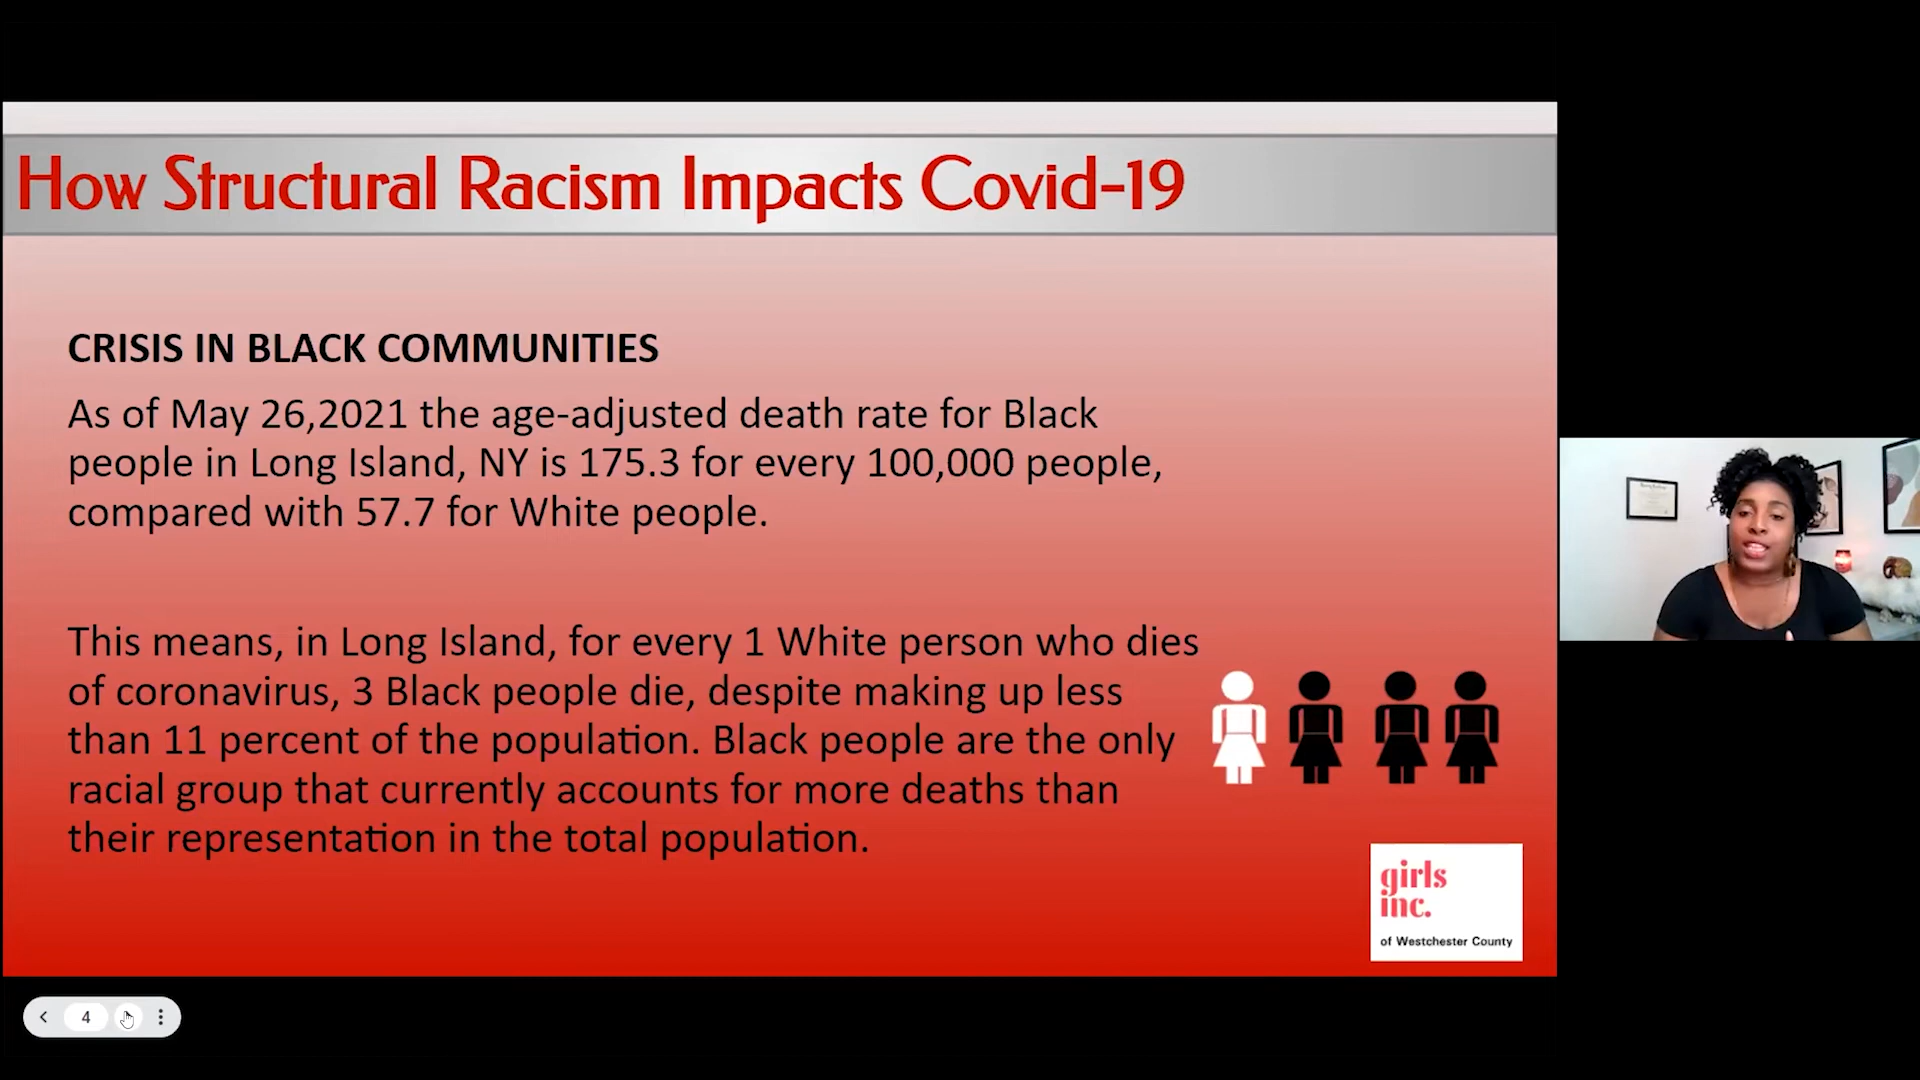 How Structural Racism Impacts Covid-19
CRISIS IN BLACK COMMUNITIES
As of May 26,2021 the age-adjusted death rate for Black
people in Long Island, NY is 175.3 for every 100,000 people,
compared with 57.7 for White people.
This means, in Long Island, for every 1 White person who dies
of coronavirus, 3 Black people die, despite making up less
than 11 percent of the population. Black people are the only
racial group that currently accounts for more deaths than
their representation in the total population.
girls
inc.
of Westchester County
4